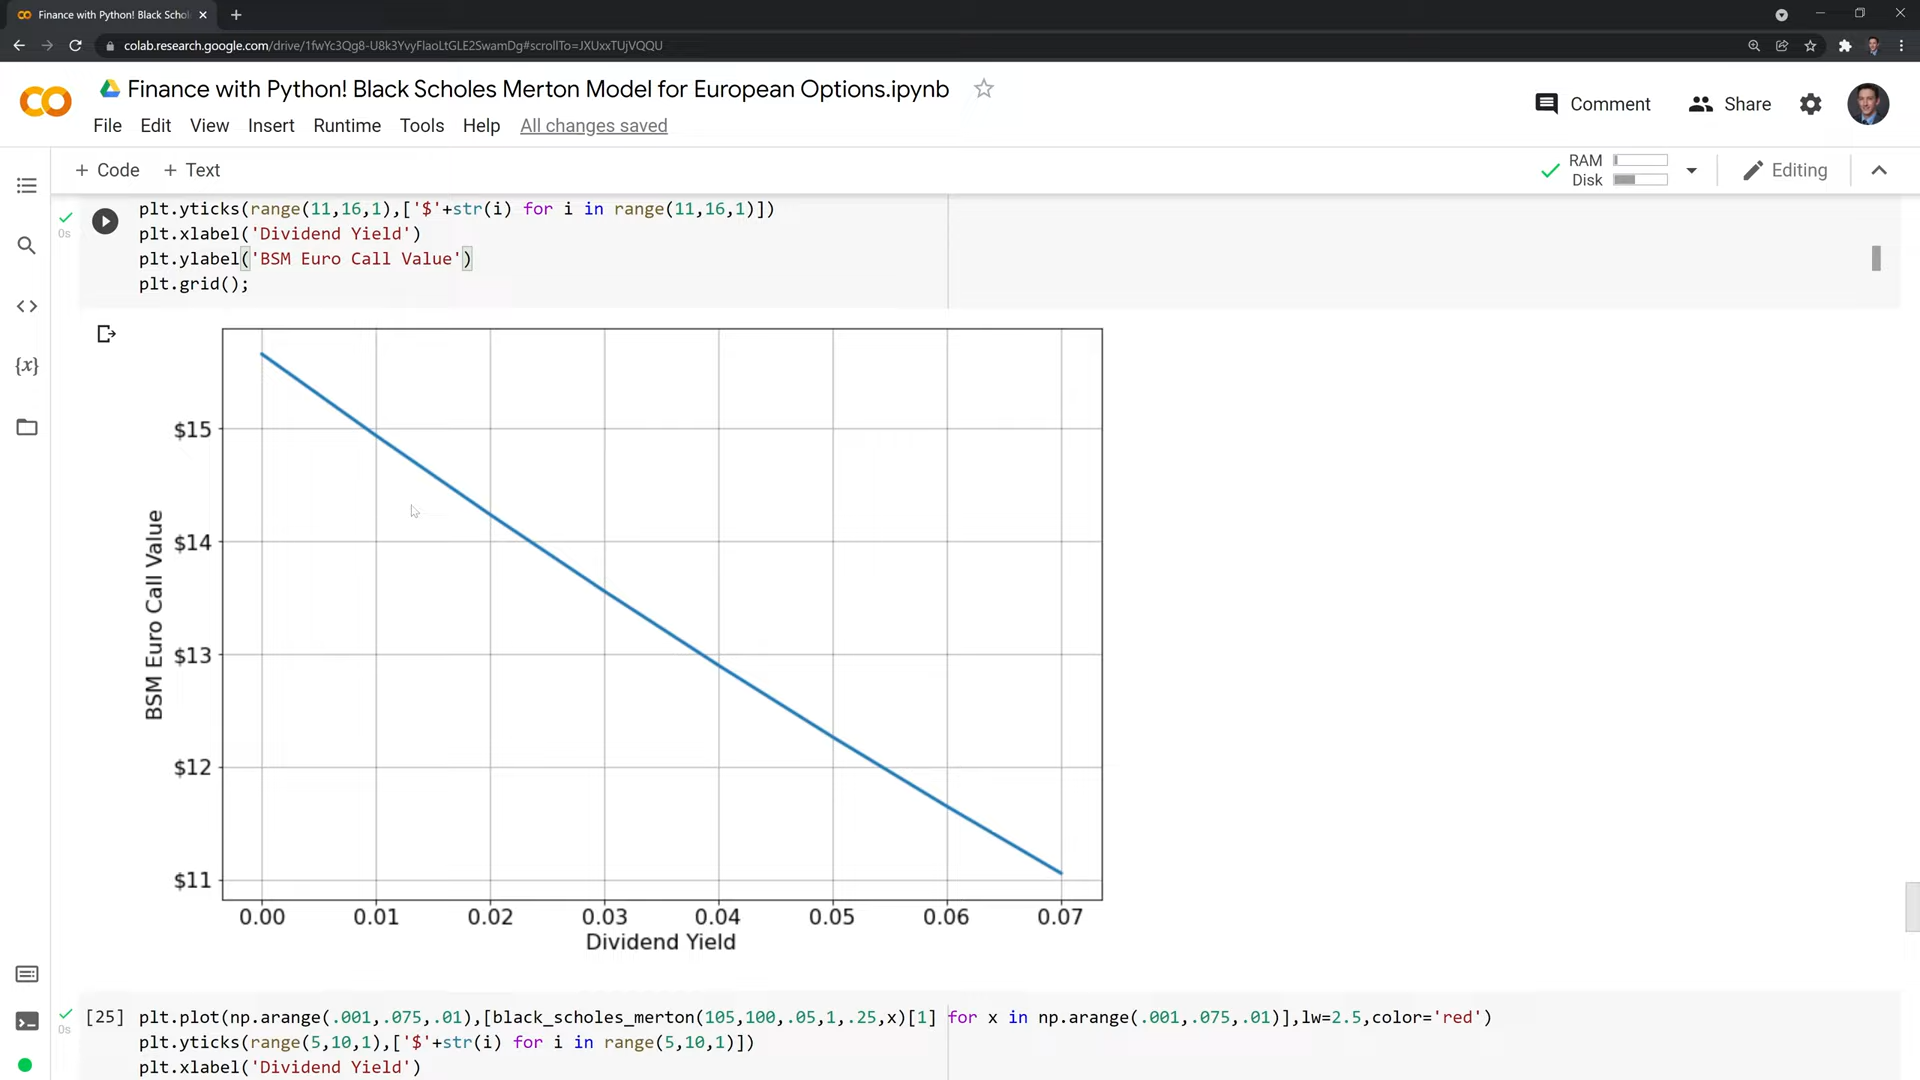 Finance with Python! Black Schol
colab.research.google.com/drive/1fwYc3Qg8-U8k3YvyFlaoLtGLE2SwamDg#scrollTo=JXUxxTUjVQQU
Finance with Python! Black Scholes Merton Model for European Options.ipynb
Comment
Share
File Edit View Insert Runtime Tools Help All changes saved
+ Code + Text
RAM
Disk
Editing
plt.yticks(range(11,16,1),['$'+str(i) for i in range(11,16,1)])
0s
plt.xlabel('Dividend Yield')
plt.ylabel('BSM Euro Call Value')
plt.grid();
{x}
$15
$14
$13
$12
$11
BSM Euro Call Value
0.00 0.01 0.02 0.03 0.04 0.05 0.06 0.07
Dividend Yield
[25] plt.plot(np.arange(.001,.075,.01),[black_scholes_merton(105,100,.05,1,.25,x)[1] for x in np.arange(.001,.075,.01)],lw=2.5,color='red')
0s
plt.yticks(range(5,10,1),['$'+str(i) for i in range(5,10,1)])
plt.xlabel('Dividend Yield')